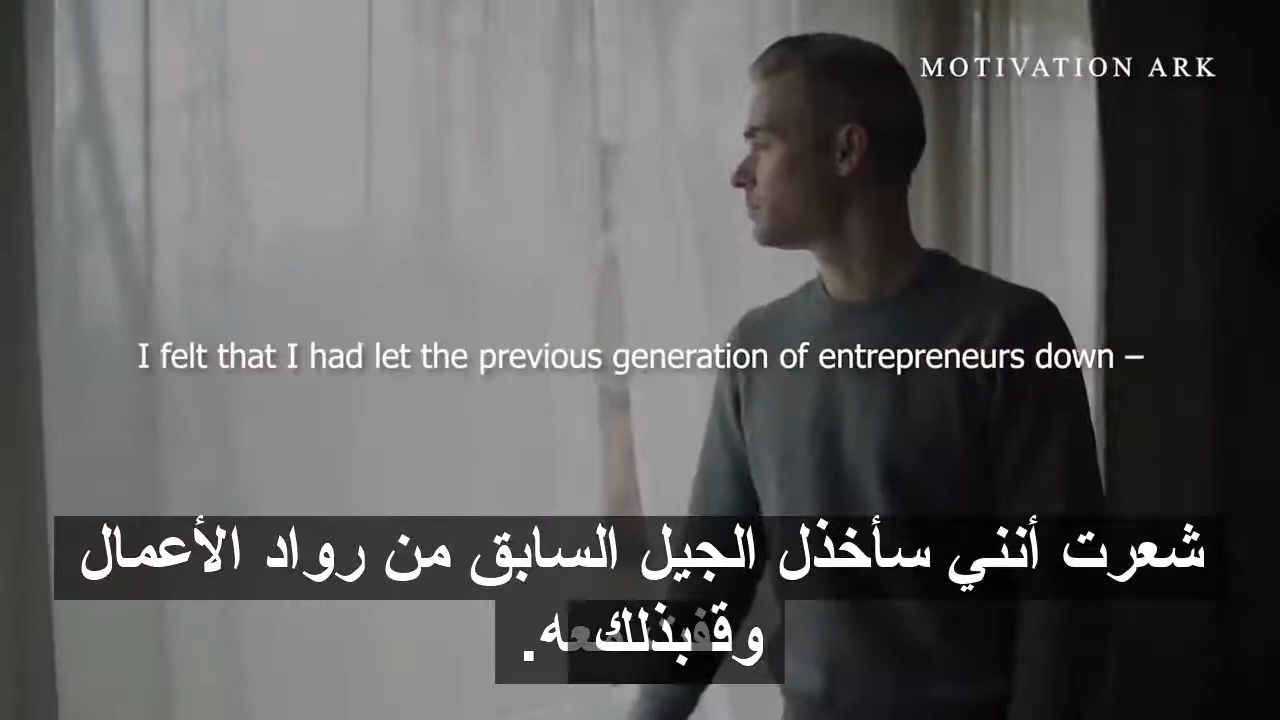 MOTIVATION ARK
I felt that I had let the previous generation of entrepreneurs down –
شعرت أنني سأخذل الجيل السابق من رواد الأعمال